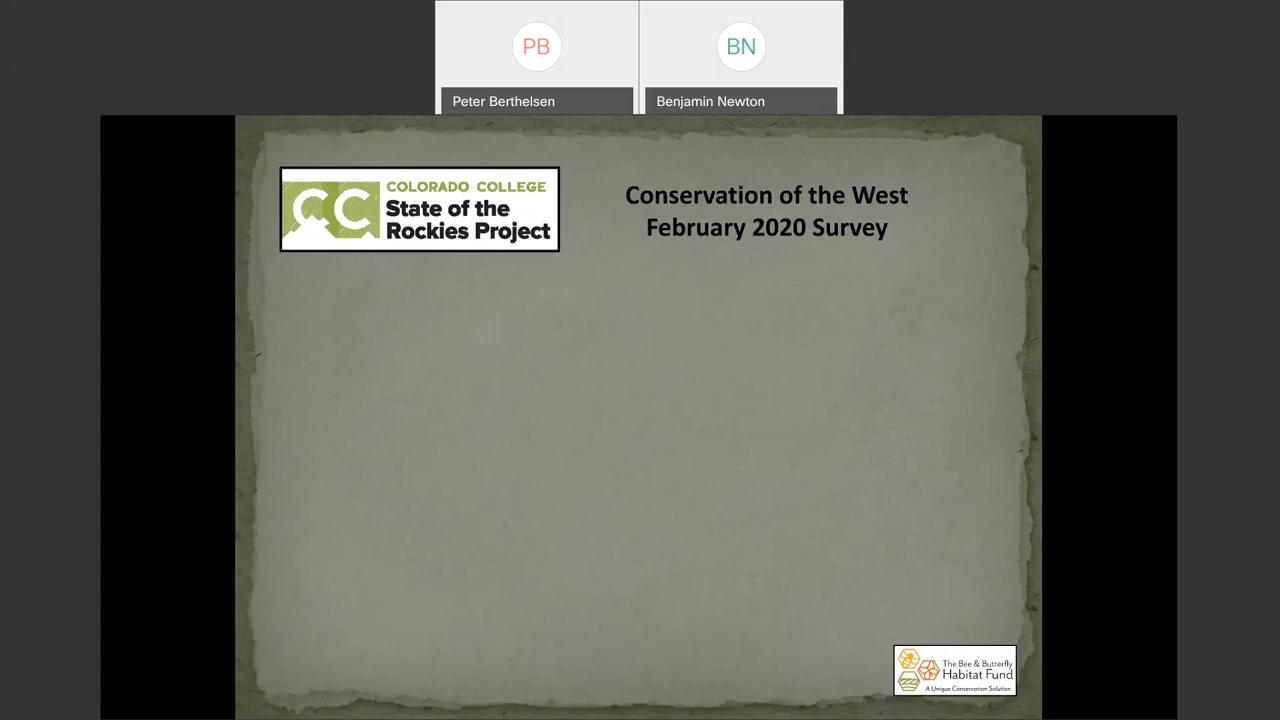 PB
BN
Peter Berthelsen
Benjamin Newton
CC
COLORADO COLLEGE
State of the
Rockies Project
Conservation of the West
February 2020 Survey
The Bee & Butterfly
Habitat Fund
A Unique Conservation Solution.